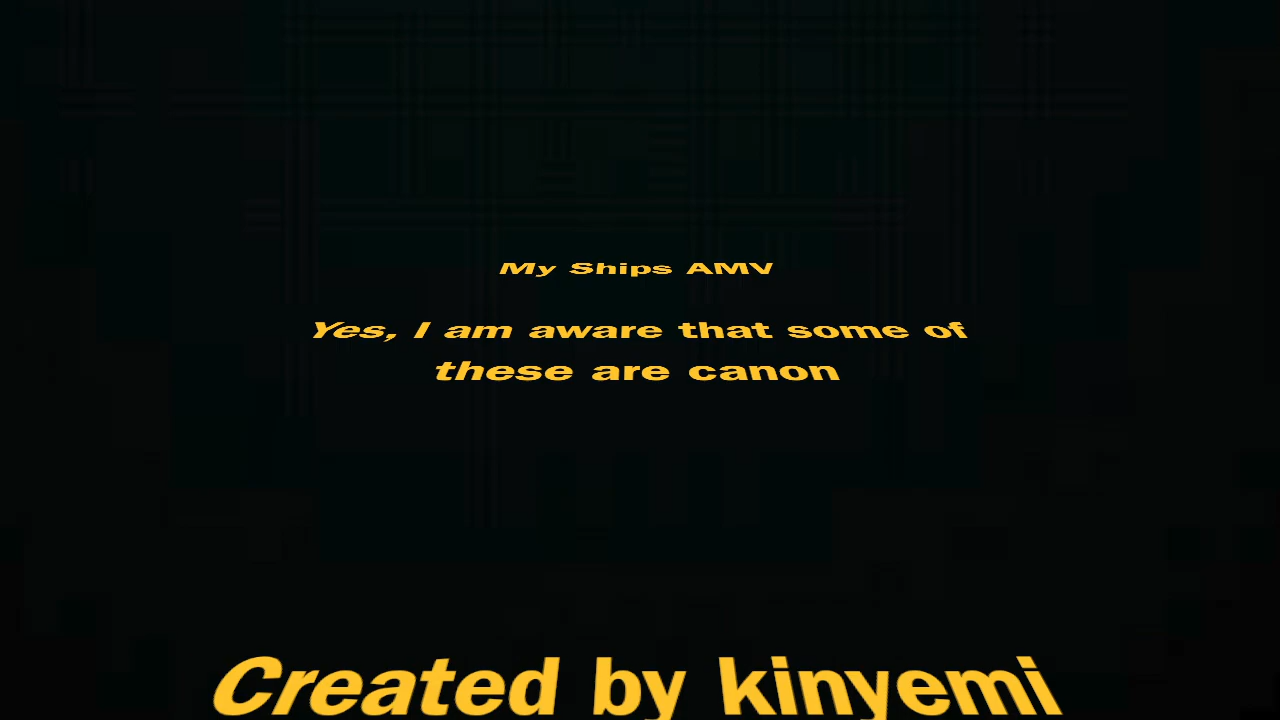 My Ships AMV
Yes, I am aware that some of
these are canon
Created by kinyemi